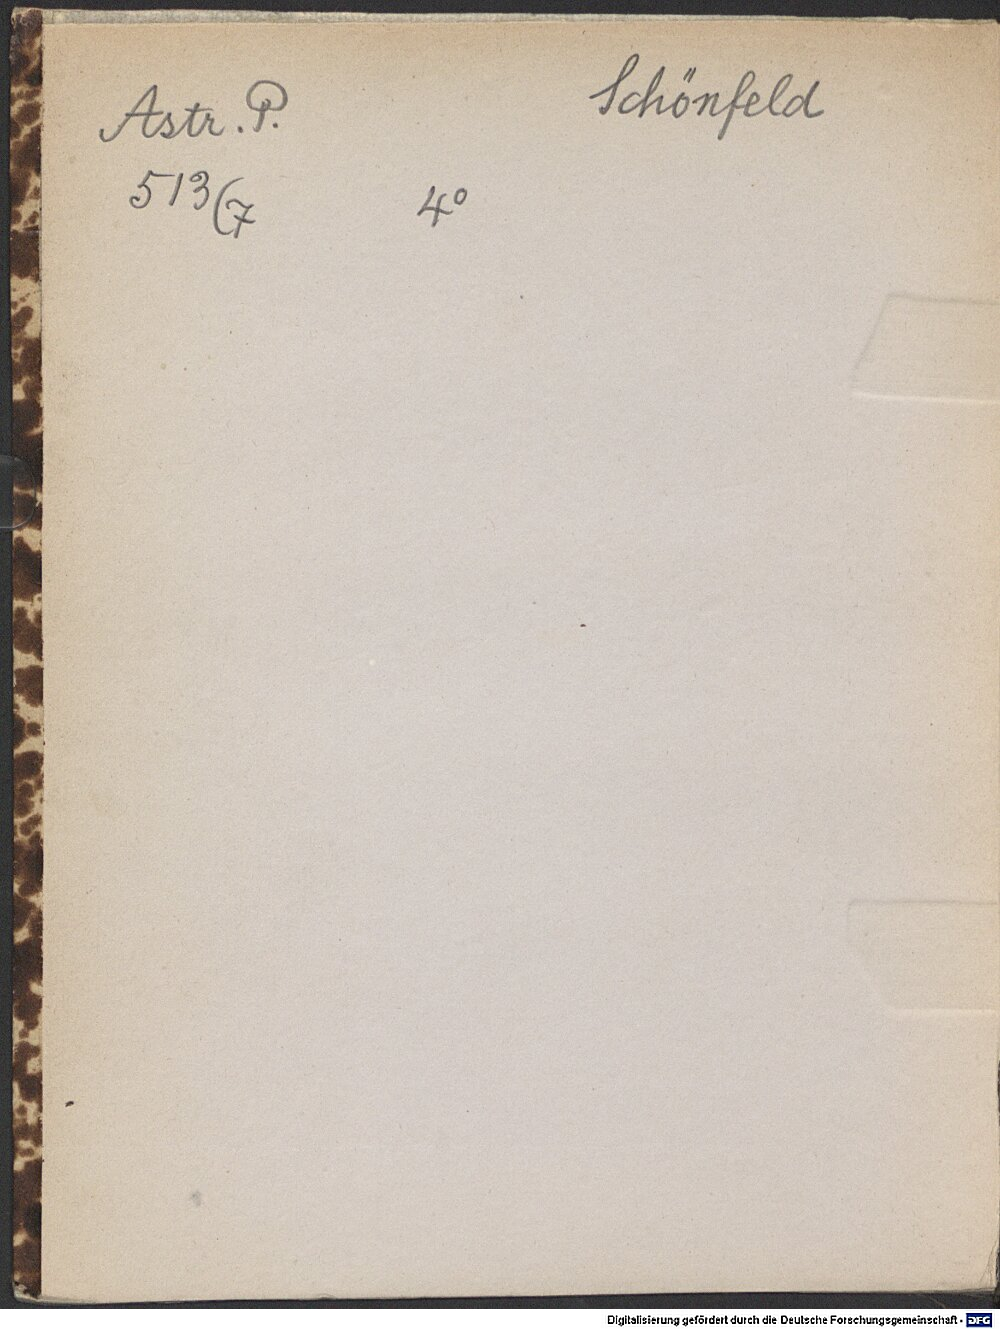 Astr. P. Schönfeld
513(7 4°
Digitalisierung gefördert durch die Deutsche Forschungsgemeinschaft - DFG